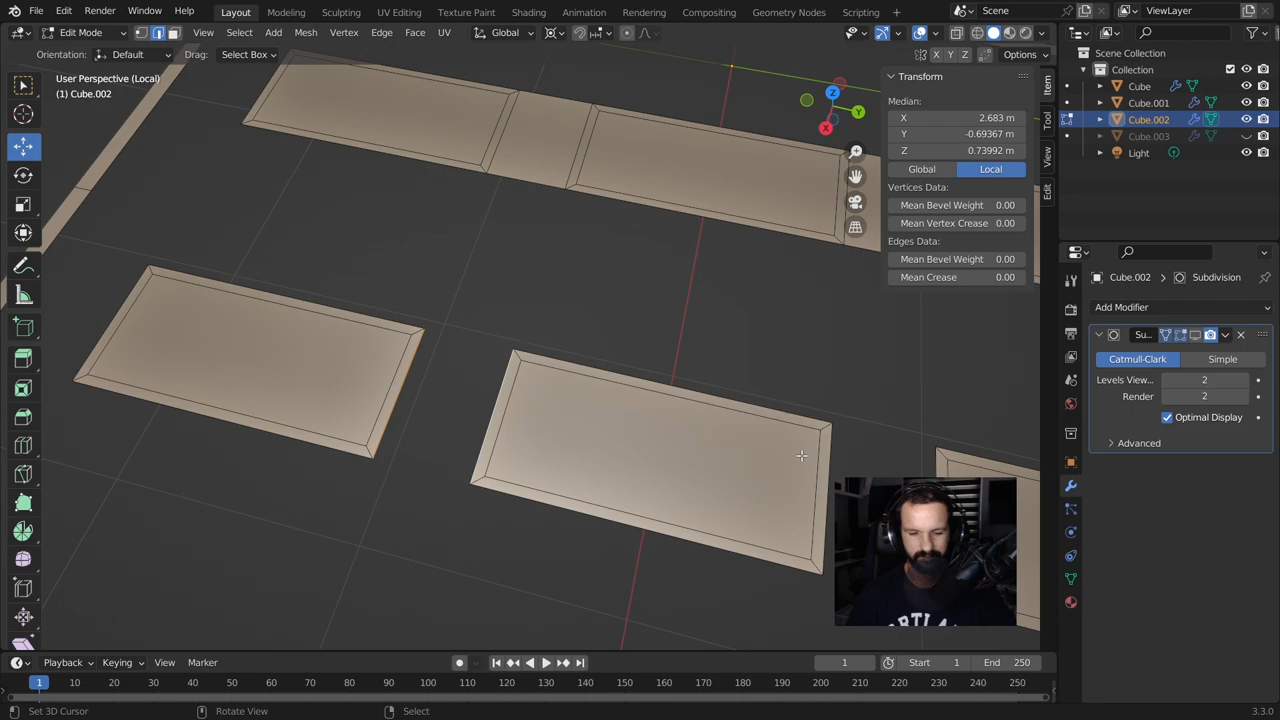 File Edit Render Window Help Layout Modeling Sculpting UV Editing Texture Paint Shading Animation Rendering Compositing Geometry Nodes Scripting Scene ViewLayer
Edit Mode View Select Add Mesh Vertex Edge Face UV Global
Orientation: Default Drag: Select Box X Y Z Options
User Perspective (Local)
(1) Cube.002
Z
Y
X
Transform
Median:
X 2.683 m
Y -0.69367 m
Z 0.73992 m
Global Local
Vertices Data:
Mean Bevel Weight 0.00
Mean Vertex Crease 0.00
Edges Data:
Mean Bevel Weight 0.00
Mean Crease 0.00
Item
Tool
View
Edit
Scene Collection
Collection
Cube
Cube.001
Cube.002
Cube.003
Light
Cube.002 Subdivision
Add Modifier
Su...
Catmull-Clark Simple
Levels View... 2
Render 2
Optimal Display
Advanced
Playback Keying View Marker 1 Start 1 End 250
1 10 20 30 40 50 60 70 80 90 100 110 120 130 140 150 160 170 180 190 200 210 220 230 240 250
Set 3D Cursor Rotate View Select 3.3.0